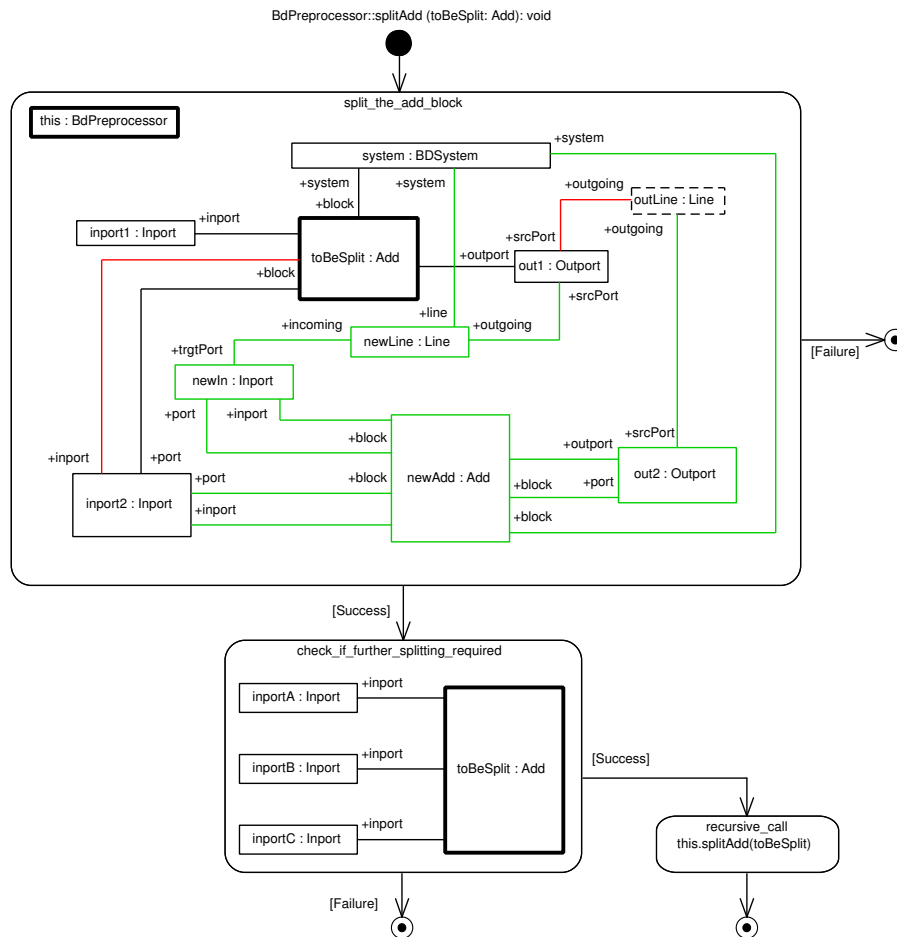 BdPreprocessor::splitAdd (toBeSplit: Add): void
split_the_add_block
this : BdPreprocessor
+system
system : BDSystem
+system
+system
+block
+outgoing
outLine : Line
+outgoing
+inport
inport1 : Inport
toBeSplit : Add
+srcPort
+outport
out1 : Outport
+block
+srcPort
+line
+incoming
+outgoing
newLine : Line
+trgtPort
[Failure]
newIn : Inport
+port
+inport
+block
+outport
+srcPort
+inport
+port
+port
+block
newAdd : Add
+block
+port
out2 : Outport
inport2 : Inport
+inport
+block
[Success]
check_if_further_splitting_required
inportA : Inport
+inport
inportB : Inport
+inport
toBeSplit : Add
[Success]
inportC : Inport
+inport
recursive_call
this.splitAdd(toBeSplit)
[Failure]